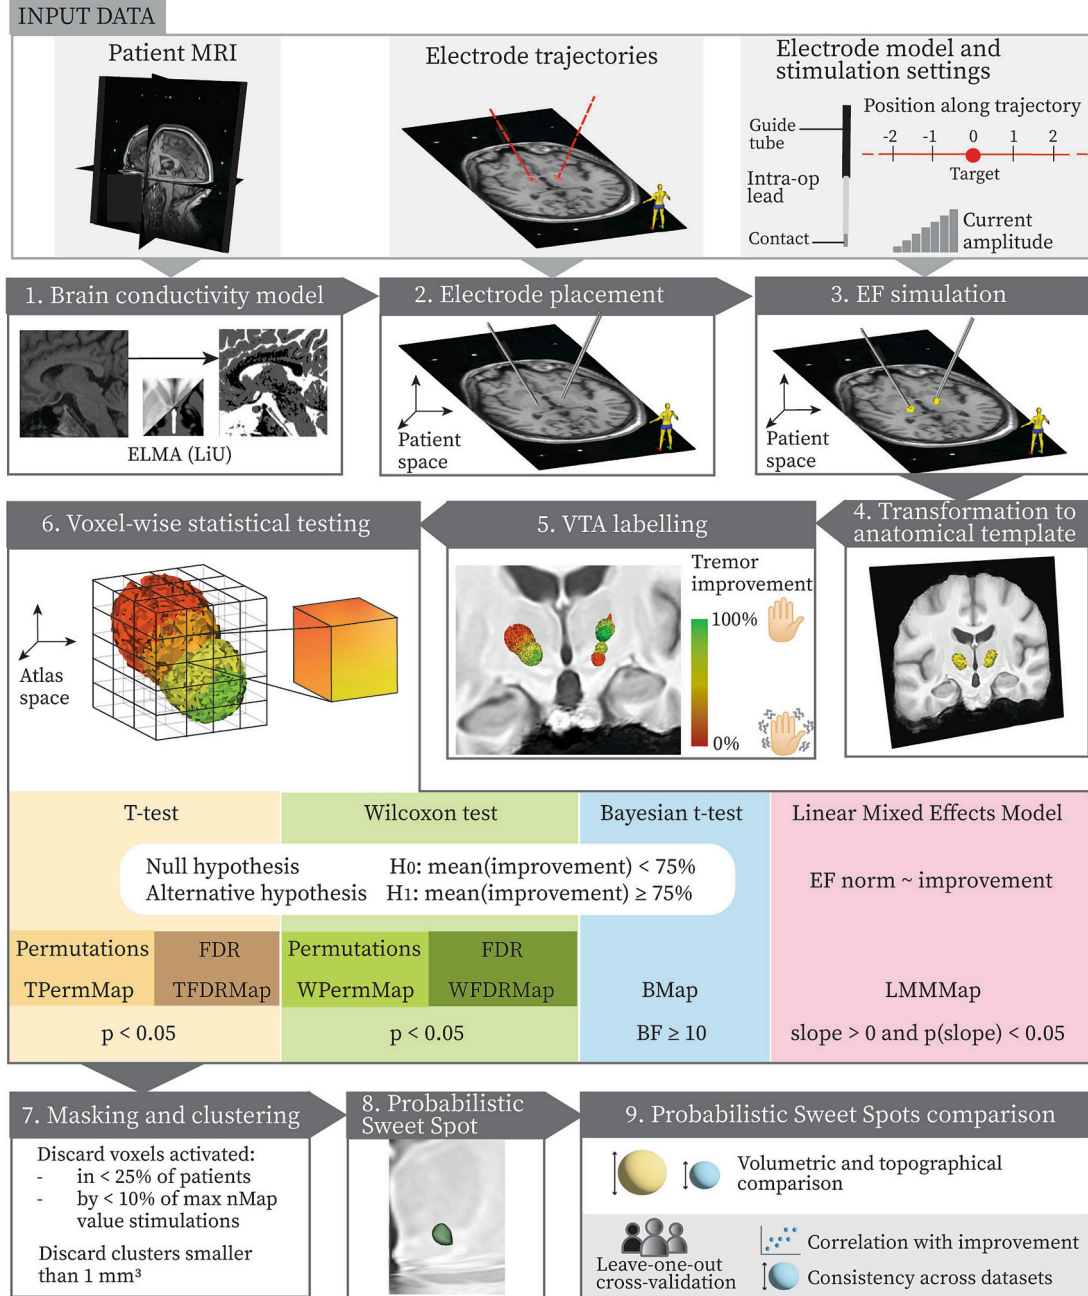 INPUT DATA
Patient MRI
Electrode trajectories
Electrode model and
stimulation settings
Guide
tube
Intra-op
lead
Contact
Position along trajectory
-2 -1 0 1 2
Target
Current
amplitude
1. Brain conductivity model
2. Electrode placement
3. EF simulation
ELMA (LiU)
Patient
space
Patient
space
6. Voxel-wise statistical testing
5. VTA labelling
4. Transformation to
anatomical template
Atlas
space
Tremor
improvement
100%
0%
T-test
Wilcoxon test
Bayesian t-test
Linear Mixed Effects Model
Null hypothesis H0: mean(improvement) < 75%
Alternative hypothesis H1: mean(improvement) ≥ 75%
EF norm ~ improvement
Permutations
FDR
Permutations
FDR
TPermMap
TFDRMap
WPermMap
WFDRMap
BMap
LMMMap
p < 0.05
p < 0.05
BF ≥ 10
slope > 0 and p(slope) < 0.05
7. Masking and clustering
8. Probabilistic
Sweet Spot
9. Probabilistic Sweet Spots comparison
Discard voxels activated:
- in < 25% of patients
- by < 10% of max nMap
value stimulations
Discard clusters smaller
than 1 mm³
Volumetric and topographical
comparison
Leave-one-out
cross-validation
Correlation with improvement
Consistency across datasets